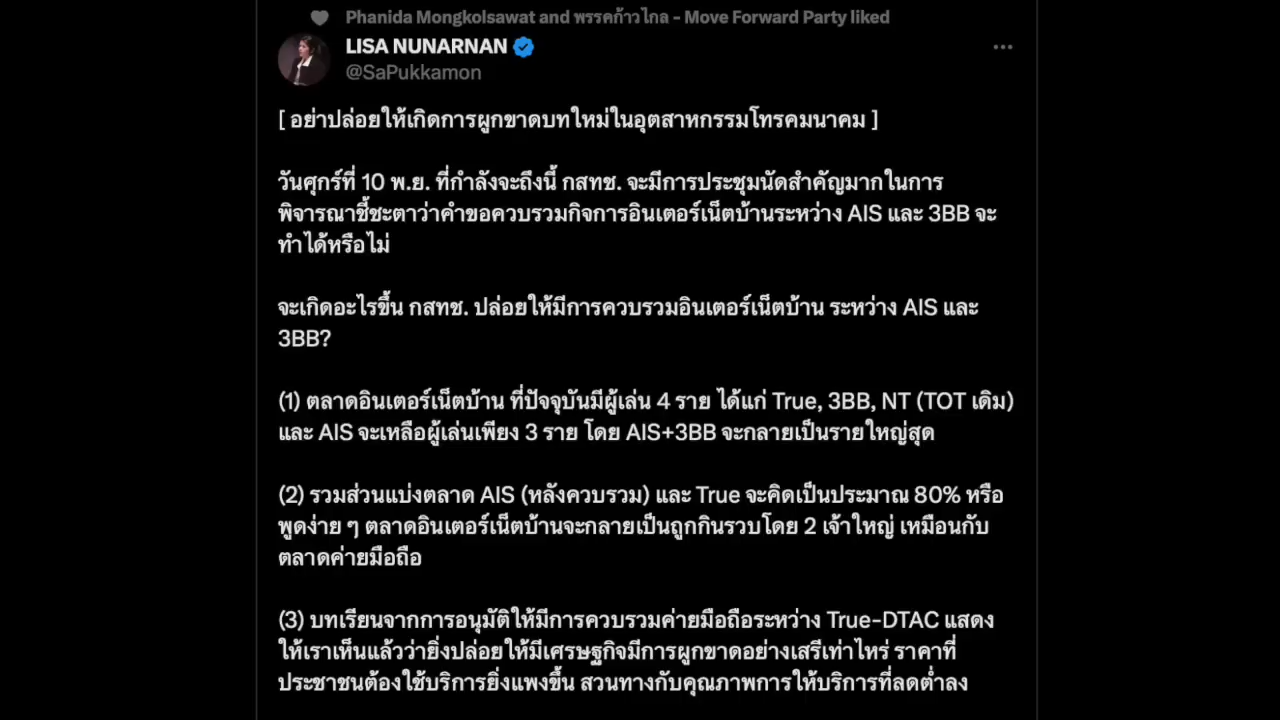 Phanida Mongkolsawat and พรรคก้าวไกล - Move Forward Party liked
LISA NUNARNAN
@SaPukkamon
[ อย่าปล่อยให้เกิดการผูกขาดบทใหม่ในอุตสาหกรรมโทรคมนาคม ]
วันศุกร์ที่ 10 พ.ย. ที่กำลังจะถึงนี้ กสทช. จะมีการประชุมนัดสำคัญมากในการ
พิจารณาชี้ชะตาว่าคำขอควบรวมกิจการอินเตอร์เน็ตบ้านระหว่าง AIS และ 3BB จะ
ทำได้หรือไม่
จะเกิดอะไรขึ้น กสทช. ปล่อยให้มีการควบรวมอินเตอร์เน็ตบ้าน ระหว่าง AIS และ
3BB?
(1) ตลาดอินเตอร์เน็ตบ้าน ที่ปัจจุบันมีผู้เล่น 4 ราย ได้แก่ True, 3BB, NT (TOT เดิม)
และ AIS จะเหลือผู้เล่นเพียง 3 ราย โดย AIS+3BB จะกลายเป็นรายใหญ่สุด
(2) รวมส่วนแบ่งตลาด AIS (หลังควบรวม) และ True จะคิดเป็นประมาณ 80% หรือ
พูดง่าย ๆ ตลาดอินเตอร์เน็ตบ้านจะกลายเป็นถูกกินรวบโดย 2 เจ้าใหญ่ เหมือนกับ
ตลาดค่ายมือถือ
(3) บทเรียนจากการอนุมัติให้มีการควบรวมค่ายมือถือระหว่าง True-DTAC แสดง
ให้เราเห็นแล้วว่ายิ่งปล่อยให้มีเศรษฐกิจมีการผูกขาดอย่างเสรีเท่าไหร่ ราคาที่
ประชาชนต้องใช้บริการยิ่งแพงขึ้น สวนทางกับคุณภาพการให้บริการที่ลดต่ำลง